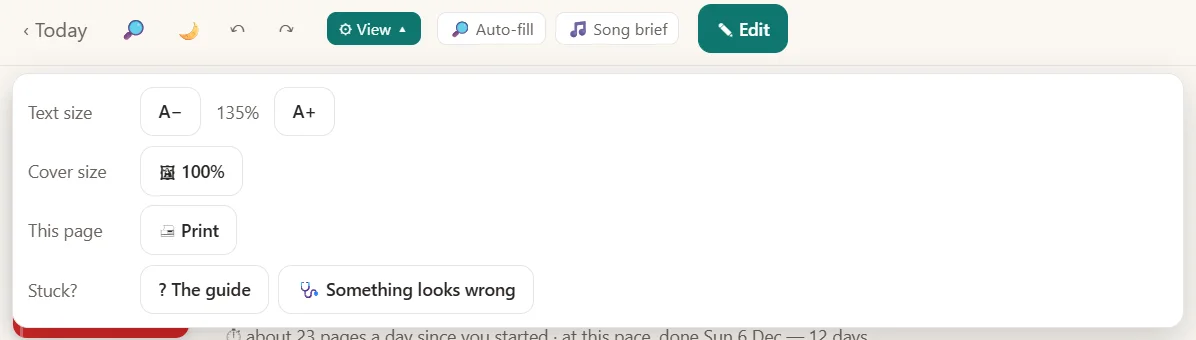 ‹ Today View ▲ Auto-fill Song brief Edit
Text size A− 135% A+
Cover size 100%
This page Print
Stuck? ? The guide Something looks wrong
about 23 pages a day since you started · at this pace, done Sun 6 Dec — 12 days